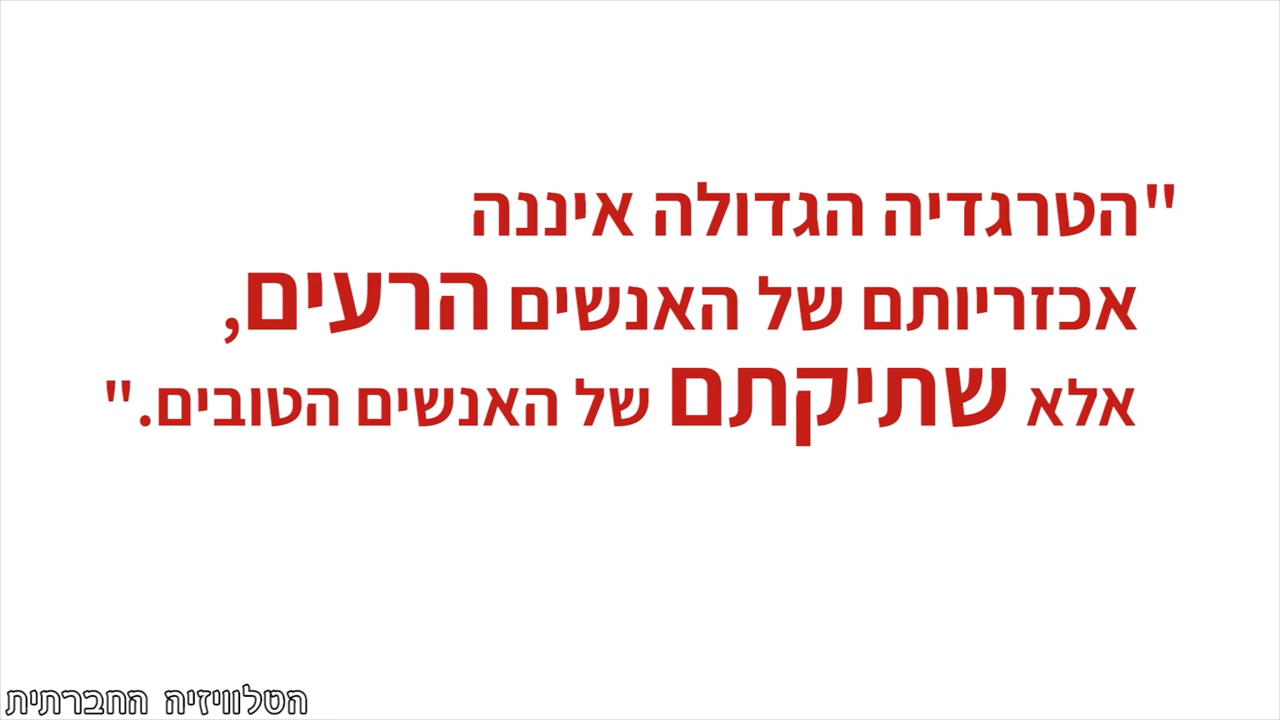 "הטרגדיה הגדולה איננה
אכזריותם של האנשים הרעים,
אלא שתיקתם של האנשים הטובים."
הטלוויזיה החברתית